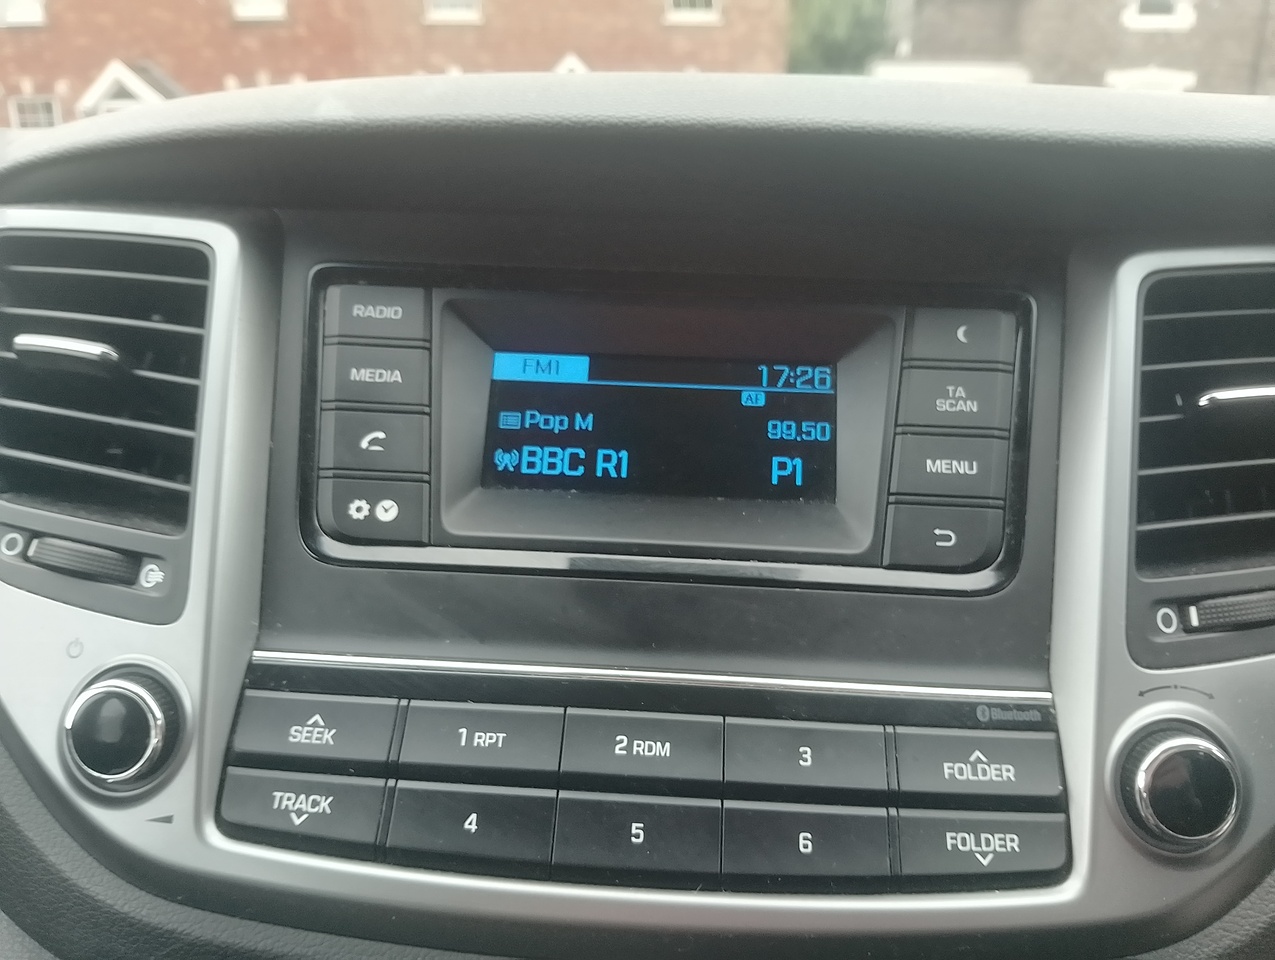 RADIO
MEDIA
FM1 17:26
AF
Pop M 99.50
BBC R1 P1
TA
SCAN
MENU
Bluetooth
SEEK
1 RPT
2 RDM
3
FOLDER
TRACK
4
5
6
FOLDER